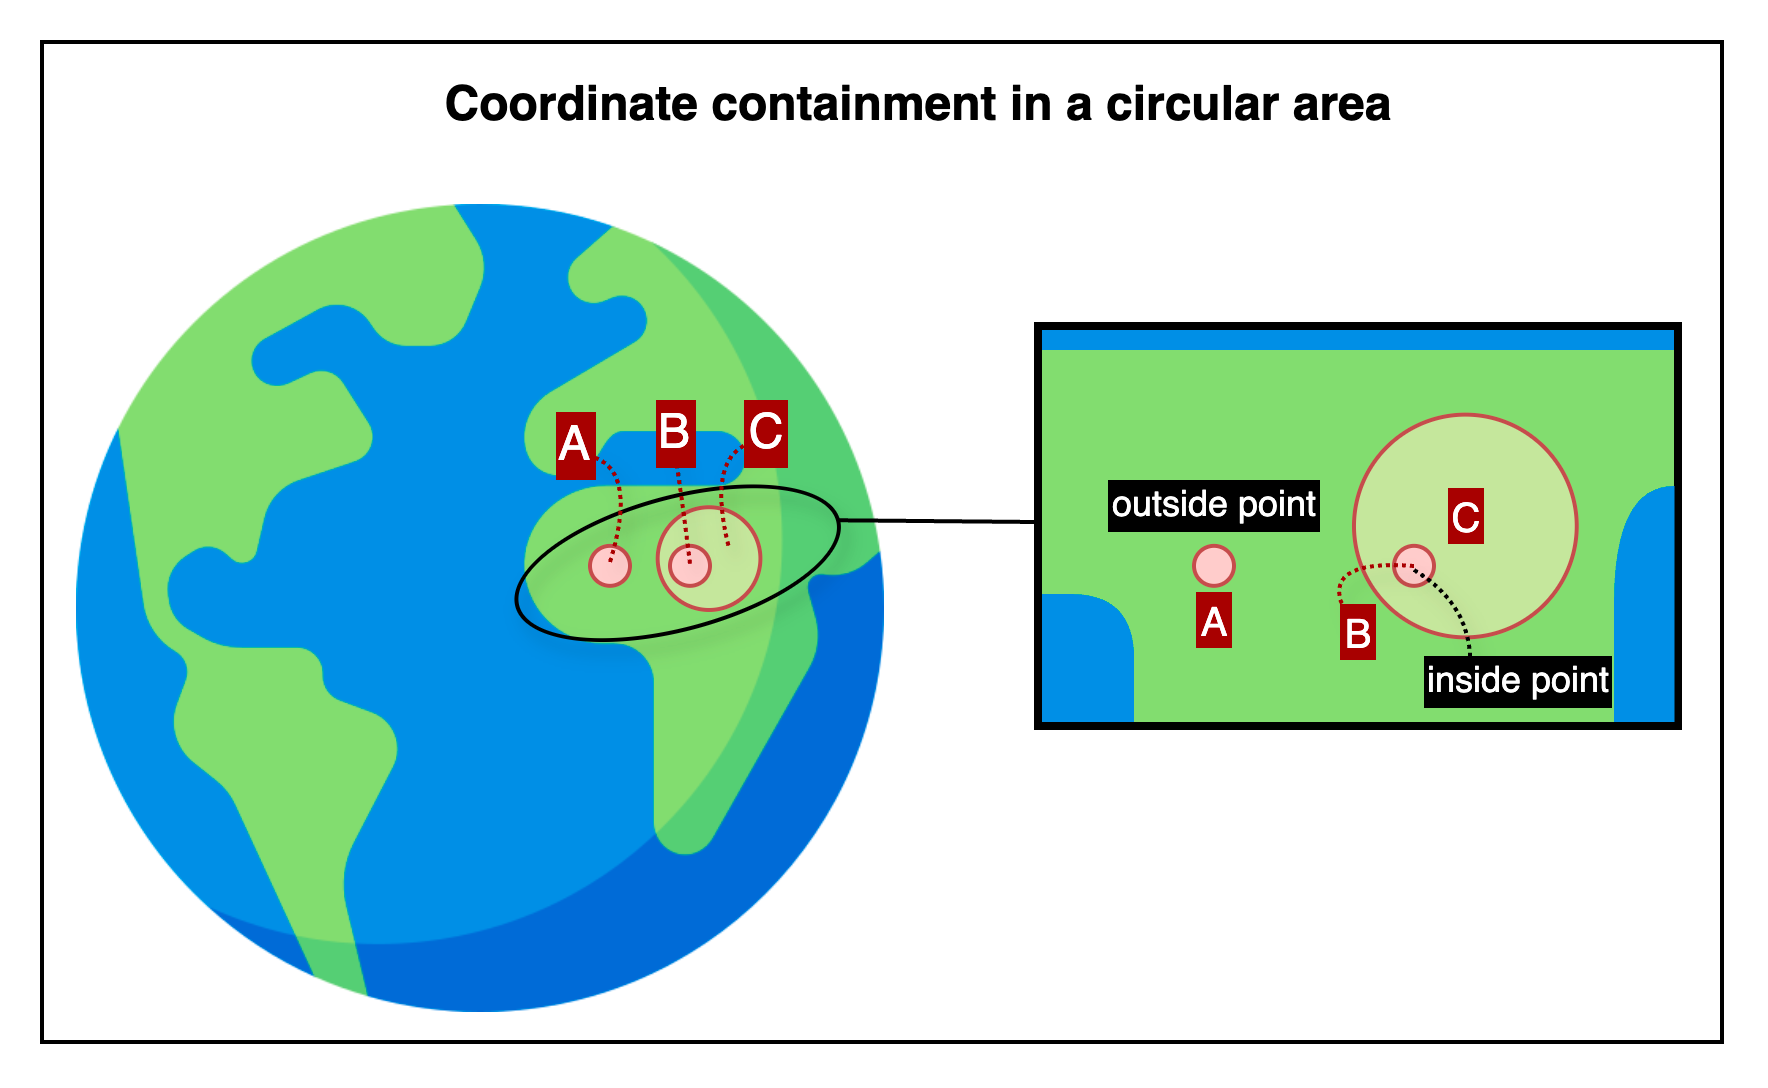 Coordinate containment in a circular area
A
B
C
outside point
C
A
B
inside point